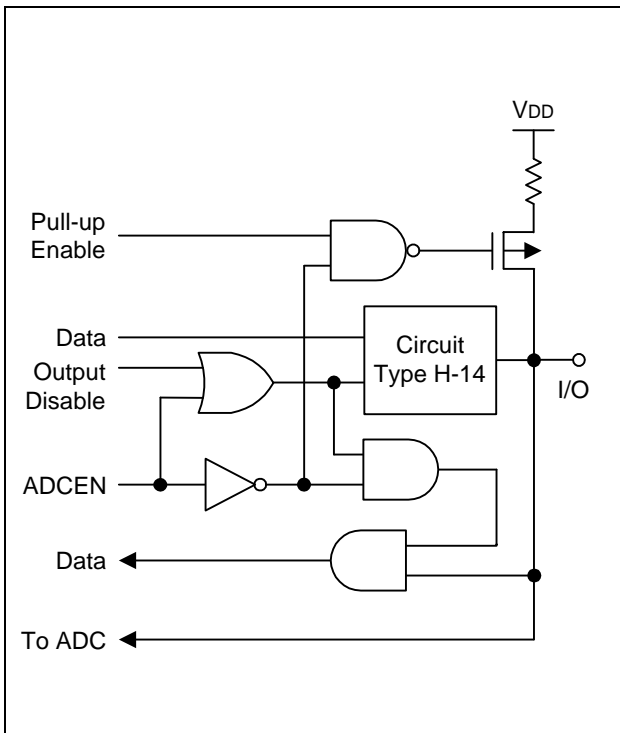 VDD
Pull-up
Enable
Data
Circuit
Type H-14
Output
Disable
I/O
ADCEN
Data
To ADC